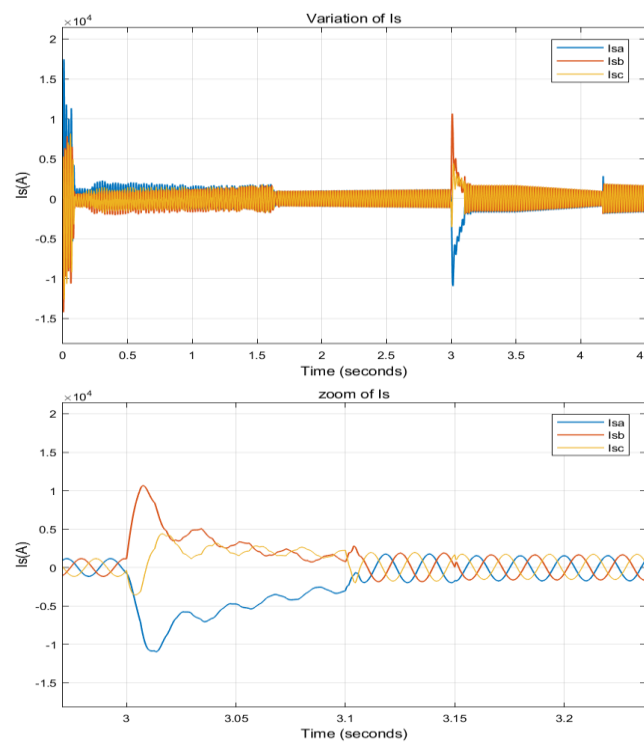 Variation of Is
×10⁴
2
1.5
1
0.5
0
-0.5
-1
-1.5
Is(A)
Isa
Isb
Isc
0 0.5 1 1.5 2 2.5 3 3.5 4 4.5
Time (seconds)
zoom of Is
×10⁴
2
1.5
1
0.5
0
-0.5
-1
-1.5
Is(A)
Isa
Isb
Isc
3 3.05 3.1 3.15 3.2
Time (seconds)